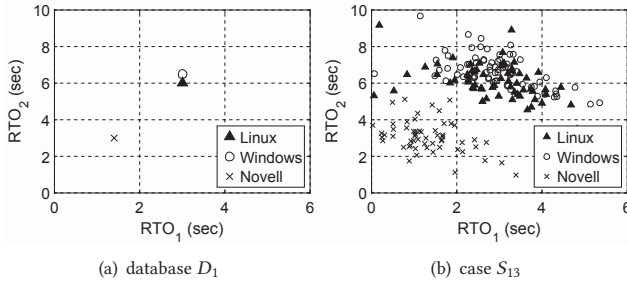 10
8
6
4
2
0
0 2 4 6
RTO2 (sec)
RTO1 (sec)
Linux
Windows
Novell
(a) database D1
10
8
6
4
2
0
0 2 4 6
RTO2 (sec)
RTO1 (sec)
Linux
Windows
Novell
(b) case S13